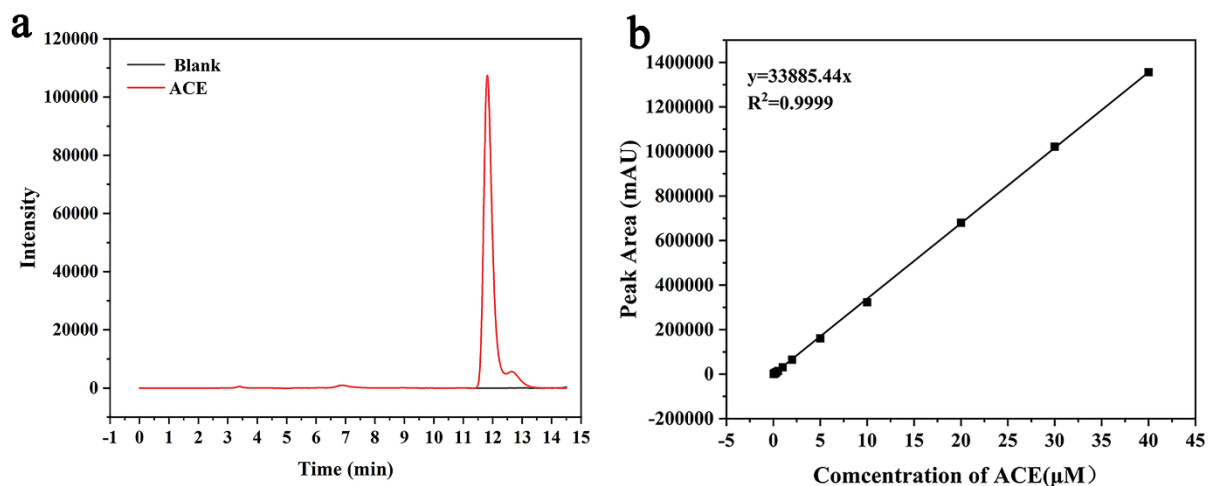 a
120000
100000
80000
60000
40000
20000
0
Intensity
Blank
ACE
-1 0 1 2 3 4 5 6 7 8 9 10 11 12 13 14 15
Time (min)
b
1400000
1200000
1000000
800000
600000
400000
200000
0
-200000
Peak Area (mAU)
y=33885.44x
R²=0.9999
-5 0 5 10 15 20 25 30 35 40 45
Comcentration of ACE(μM）